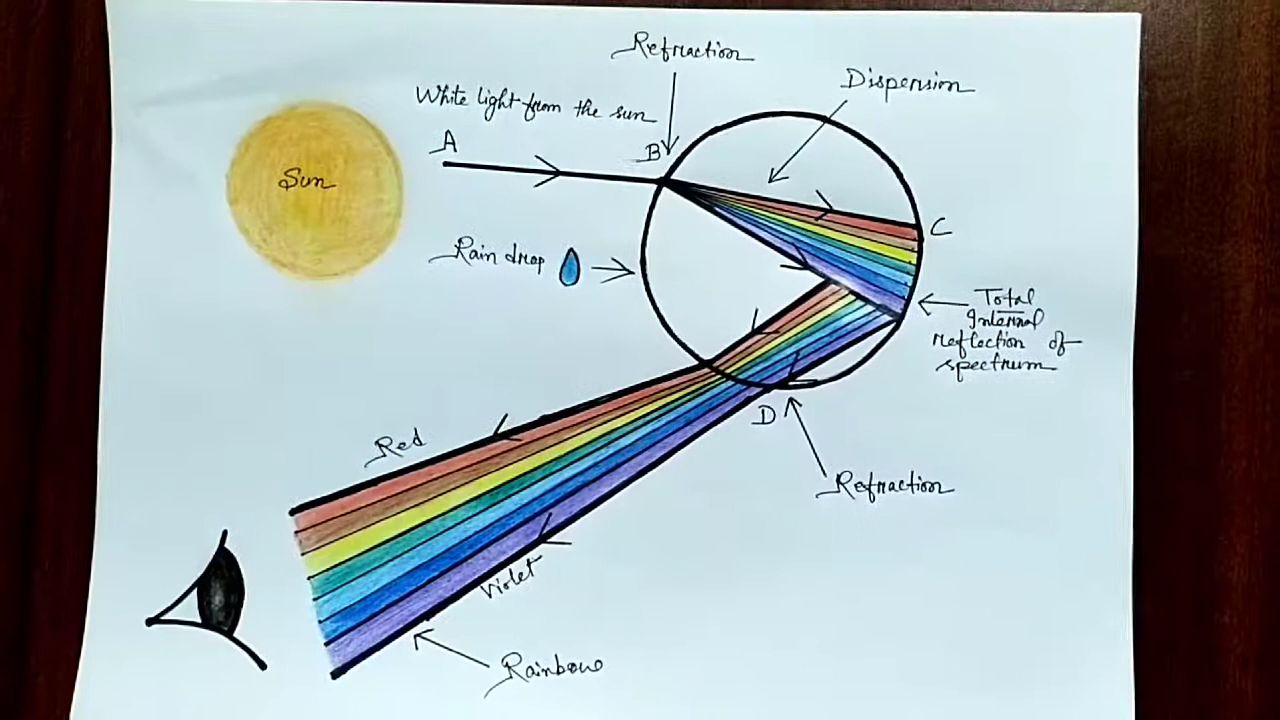 Refraction
Dispersion
White light from the sun
A
B
Sun
C
Rain drop
Total
Internal
reflection of
spectrum
D
Red
Refraction
Violet
Rainbow